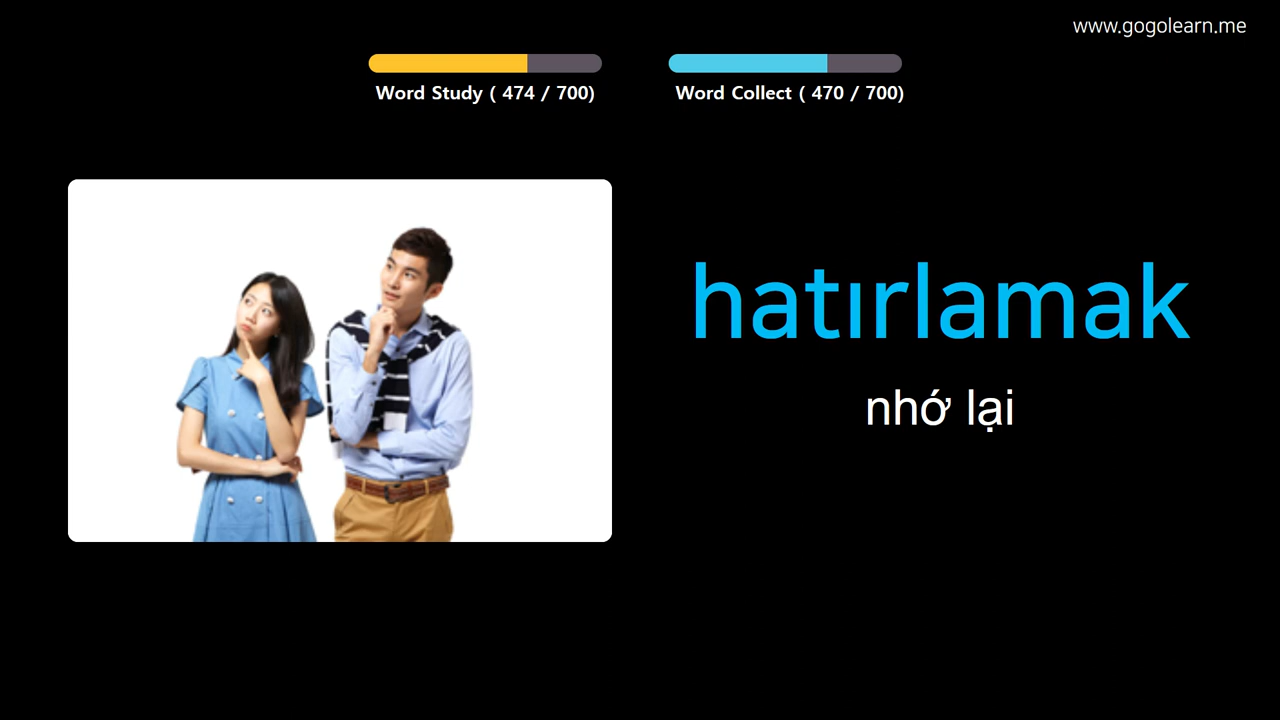 www.gogolearn.me
Word Study ( 474 / 700)
Word Collect ( 470 / 700)
hatırlamak
nhớ lại